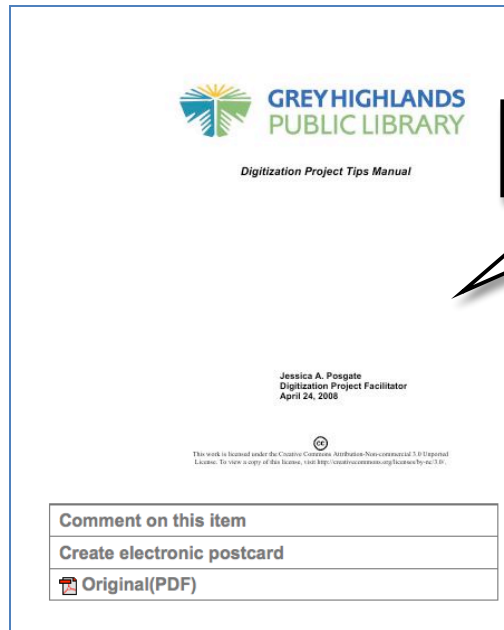 GREY HIGHLANDS
PUBLIC LIBRARY
Digitization Project Tips Manual
Jessica A. Posgate
Digitization Project Facilitator
April 24, 2008
cc
This work is licensed under the Creative Commons Attribution-Non-commercial 3.0 Unported
License. To view a copy of this license, visit http://creativecommons.org/licenses/by-nc/3.0/.
Comment on this item
Create electronic postcard
Original(PDF)